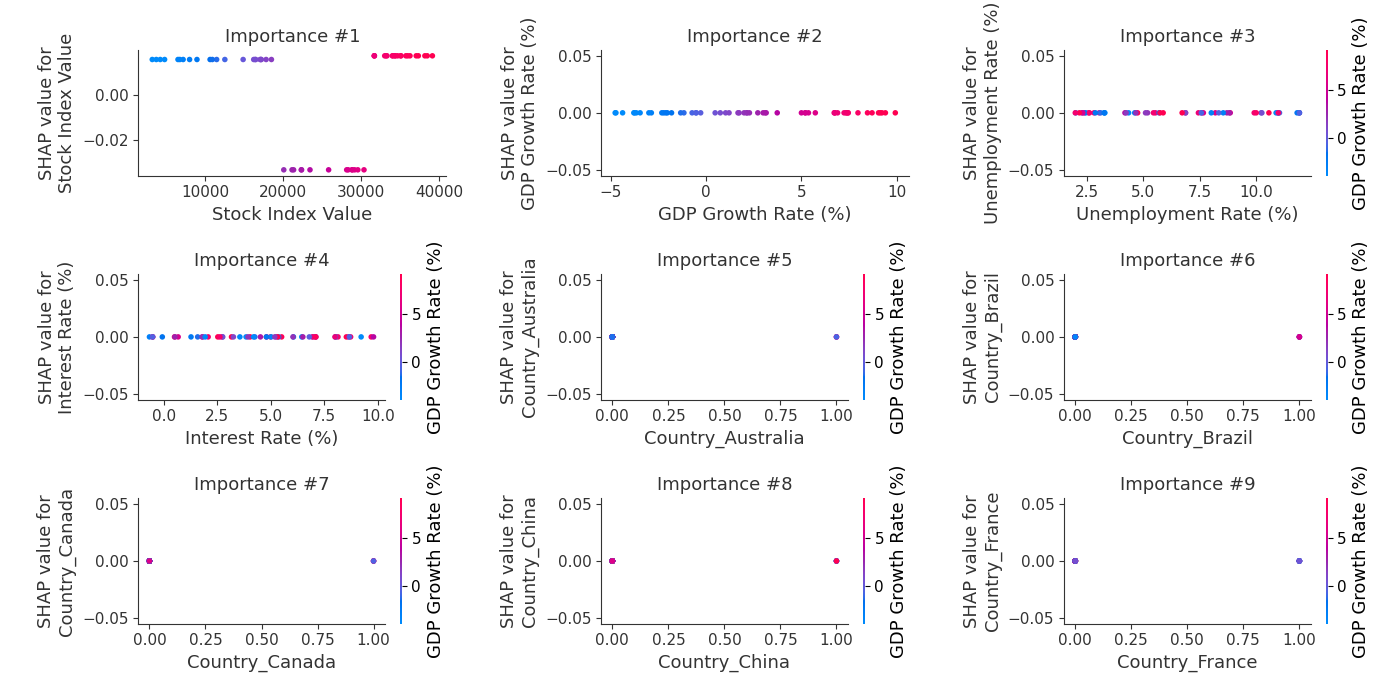 Importance #1
SHAP value for
Stock Index Value
0.00
−0.02
10000 20000 30000 40000
Stock Index Value
Importance #2
SHAP value for
GDP Growth Rate (%)
0.05
0.00
−0.05
−5 0 5 10
GDP Growth Rate (%)
Importance #3
SHAP value for
Unemployment Rate (%)
0.05
0.00
−0.05
2.5 5.0 7.5 10.0
Unemployment Rate (%)
5
0
GDP Growth Rate (%)
Importance #4
SHAP value for
Interest Rate (%)
0.05
0.00
−0.05
0.0 2.5 5.0 7.5 10.0
Interest Rate (%)
5
0
GDP Growth Rate (%)
Importance #5
SHAP value for
Country_Australia
0.05
0.00
−0.05
0.00 0.25 0.50 0.75 1.00
Country_Australia
5
0
GDP Growth Rate (%)
Importance #6
SHAP value for
Country_Brazil
0.05
0.00
−0.05
0.00 0.25 0.50 0.75 1.00
Country_Brazil
5
0
GDP Growth Rate (%)
Importance #7
SHAP value for
Country_Canada
0.05
0.00
−0.05
0.00 0.25 0.50 0.75 1.00
Country_Canada
5
0
GDP Growth Rate (%)
Importance #8
SHAP value for
Country_China
0.05
0.00
−0.05
0.00 0.25 0.50 0.75 1.00
Country_China
5
0
GDP Growth Rate (%)
Importance #9
SHAP value for
Country_France
0.05
0.00
−0.05
0.00 0.25 0.50 0.75 1.00
Country_France
5
0
GDP Growth Rate (%)